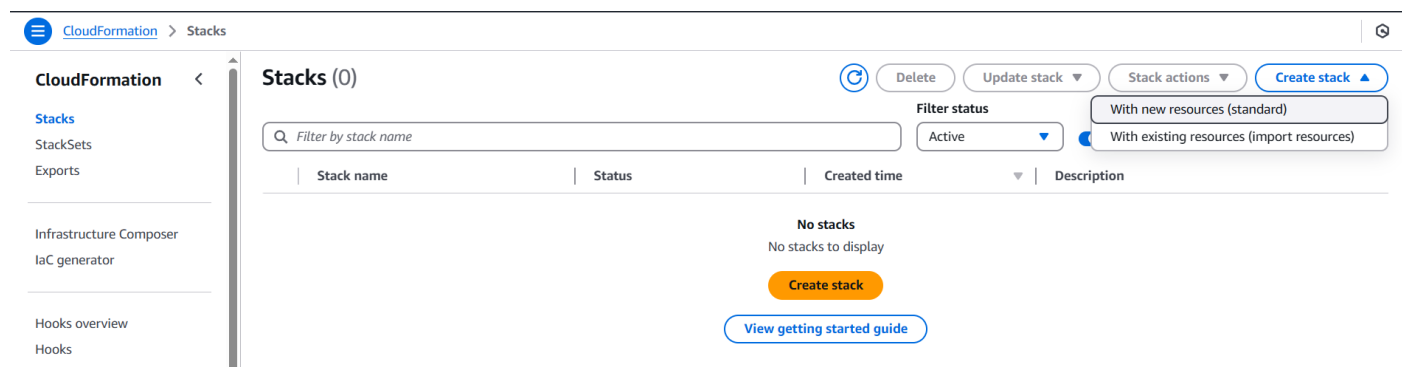 CloudFormation > Stacks
CloudFormation
Stacks
StackSets
Exports
Infrastructure Composer
IaC generator
Hooks overview
Hooks
Stacks (0)
Delete
Update stack
Stack actions
Create stack
With new resources (standard)
With existing resources (import resources)
Filter status
Filter by stack name
Active
Stack name
Status
Created time
Description
No stacks
No stacks to display
Create stack
View getting started guide